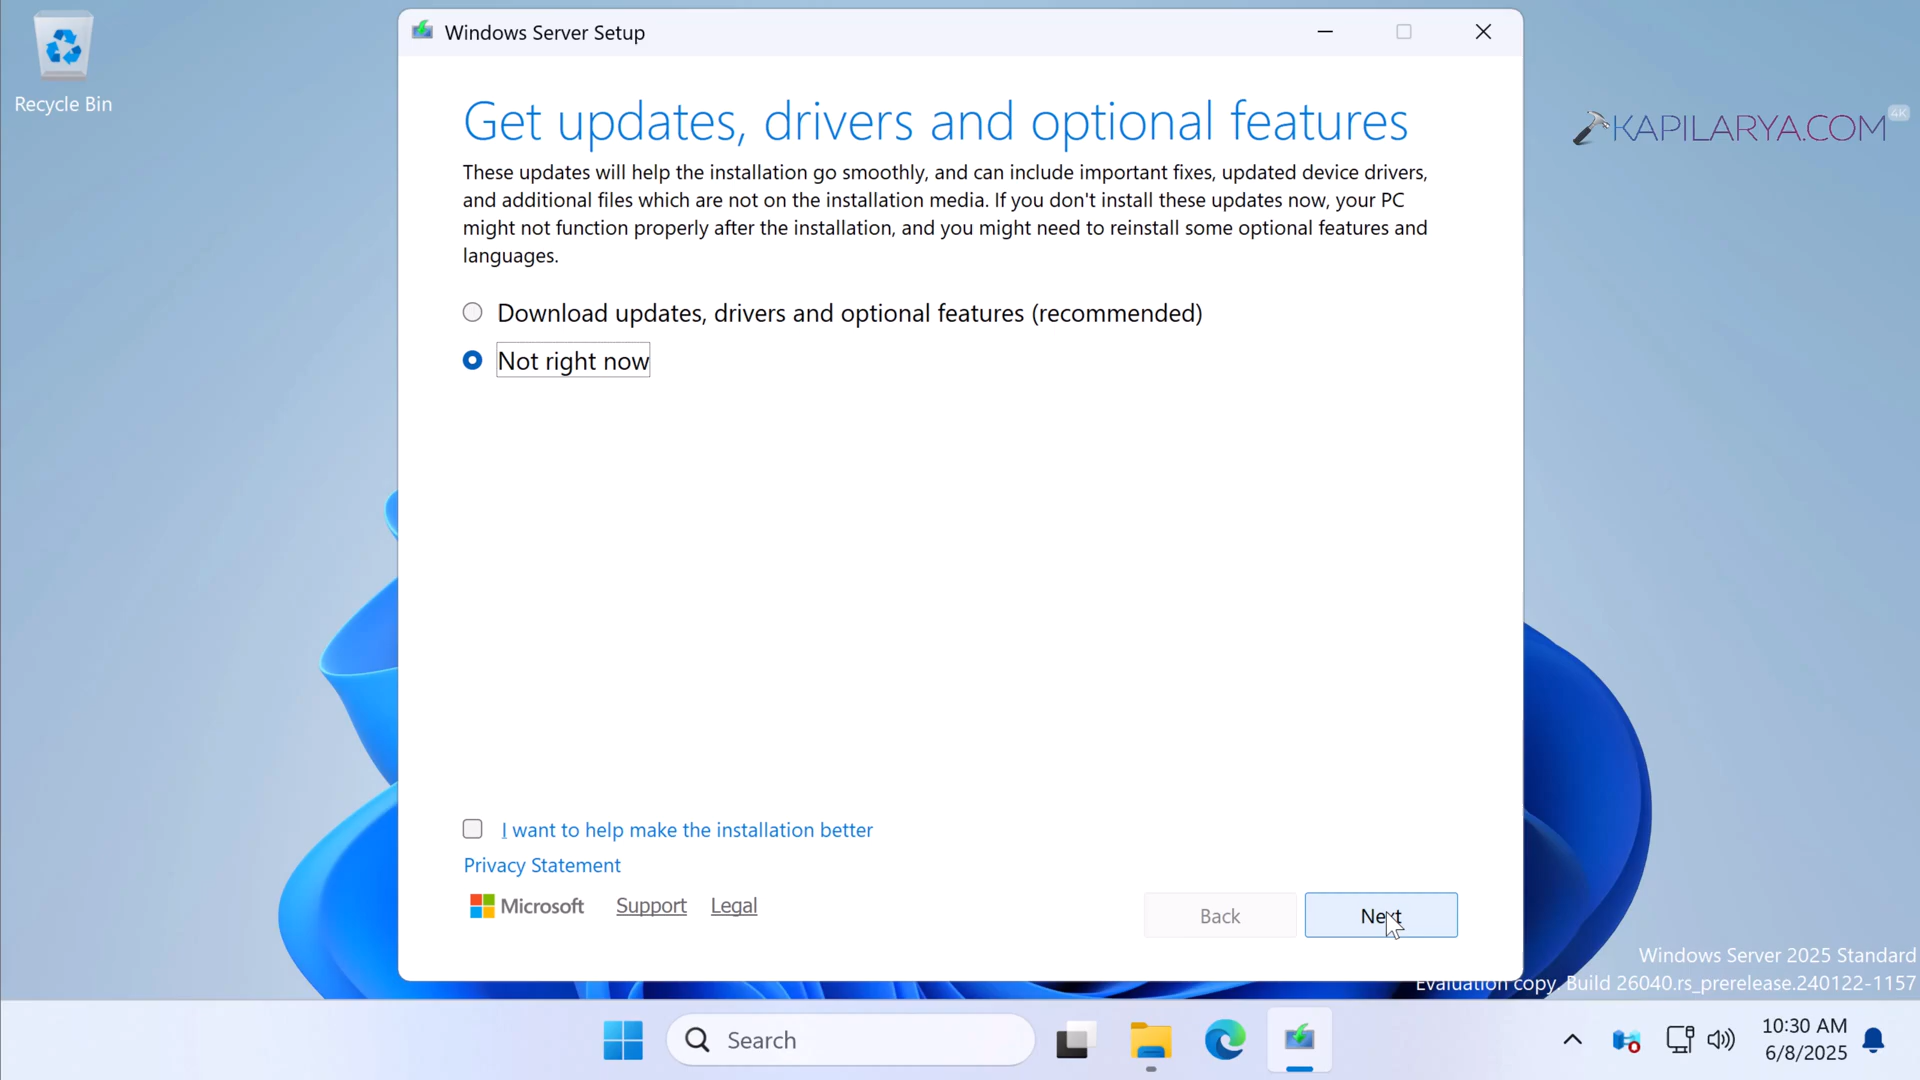 Recycle Bin
Windows Server Setup
KAPILARYA.COM
4K
Get updates, drivers and optional features
These updates will help the installation go smoothly, and can include important fixes, updated device drivers,
and additional files which are not on the installation media. If you don't install these updates now, your PC
might not function properly after the installation, and you might need to reinstall some optional features and
languages.
Download updates, drivers and optional features (recommended)
Not right now
I want to help make the installation better
Privacy Statement
Microsoft Support Legal
Back
Next
Windows Server 2025 Standard
Evaluation copy. Build 26040.rs_prerelease.240122-1157
Search
10:30 AM
6/8/2025